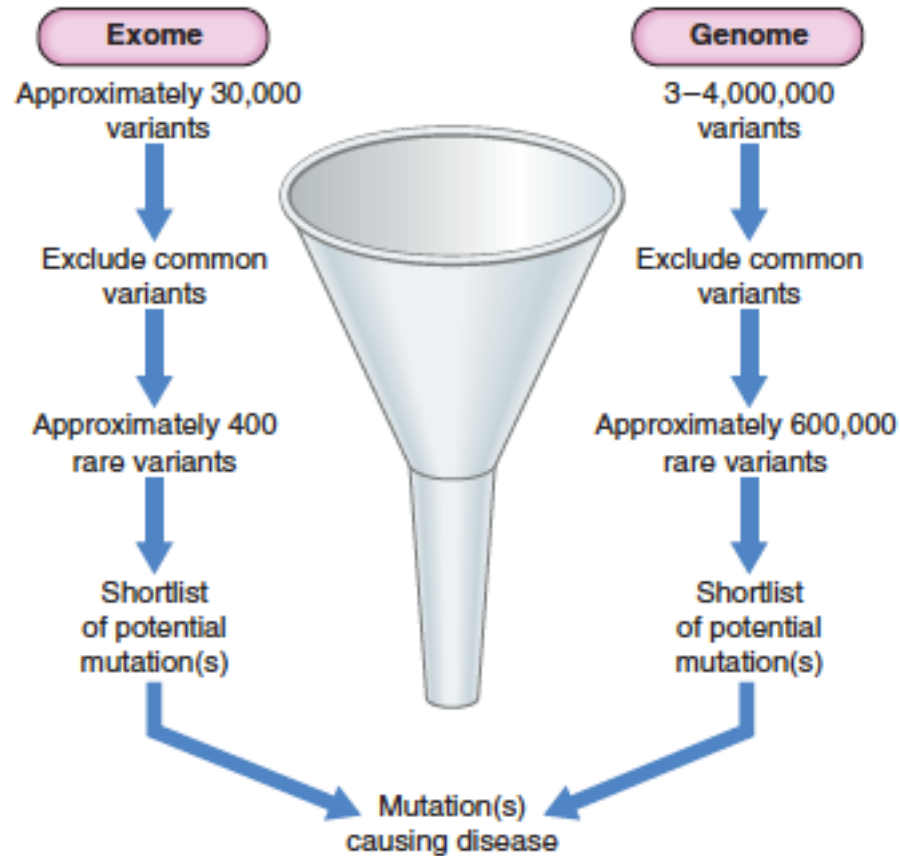 Exome
Approximately 30,000
variants
Exclude common
variants
Approximately 400
rare variants
Shortlist
of potential
mutation(s)
Genome
3–4,000,000
variants
Exclude common
variants
Approximately 600,000
rare variants
Shortlist
of potential
mutation(s)
Mutation(s)
causing disease